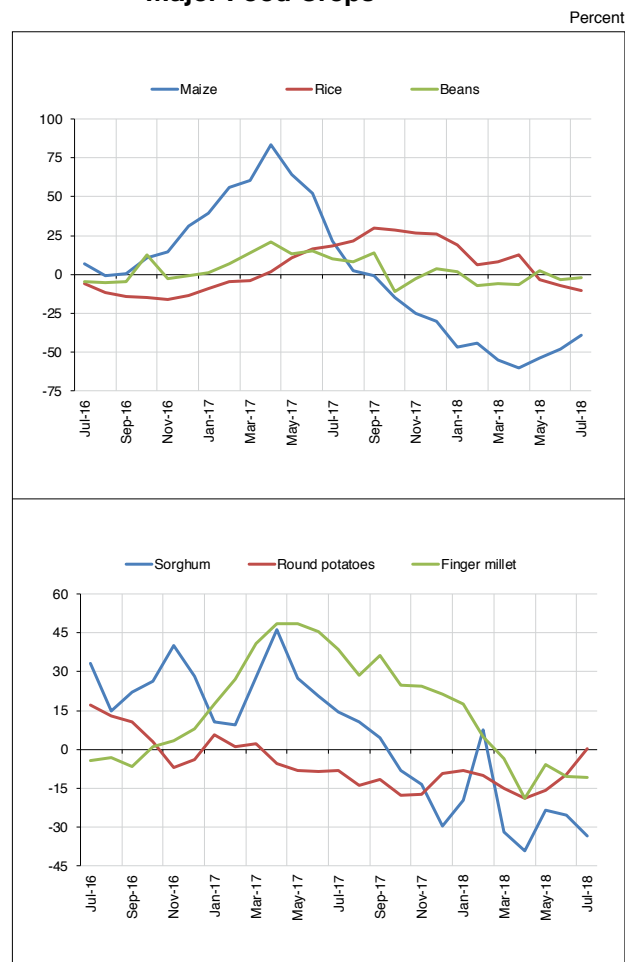 Major Food Crops
Percent
Maize Rice Beans
100
75
50
25
0
-25
-50
-75
Jul-16 Sep-16 Nov-16 Jan-17 Mar-17 May-17 Jul-17 Sep-17 Nov-17 Jan-18 Mar-18 May-18 Jul-18
Sorghum Round potatoes Finger millet
60
45
30
15
0
-15
-30
-45
Jul-16 Sep-16 Nov-16 Jan-17 Mar-17 May-17 Jul-17 Sep-17 Nov-17 Jan-18 Mar-18 May-18 Jul-18